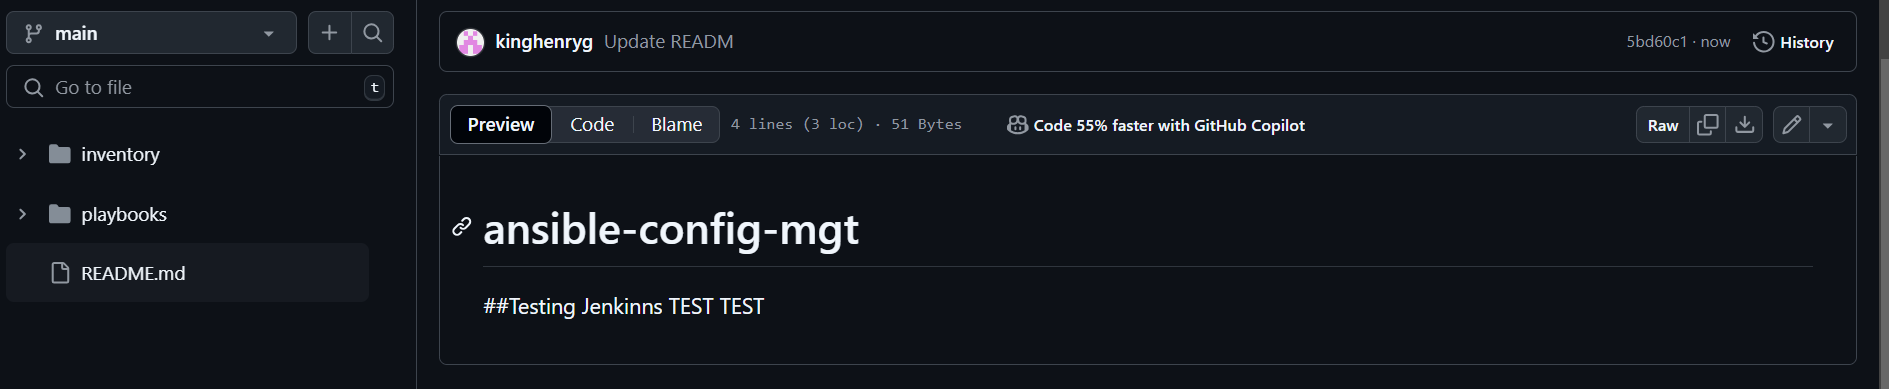 main
Go to file
t
inventory
playbooks
README.md
kinghenryg Update READM
5bd60c1 · now
History
Preview
Code
Blame
4 lines (3 loc) · 51 Bytes
Code 55% faster with GitHub Copilot
Raw
ansible-config-mgt
##Testing Jenkinns TEST TEST